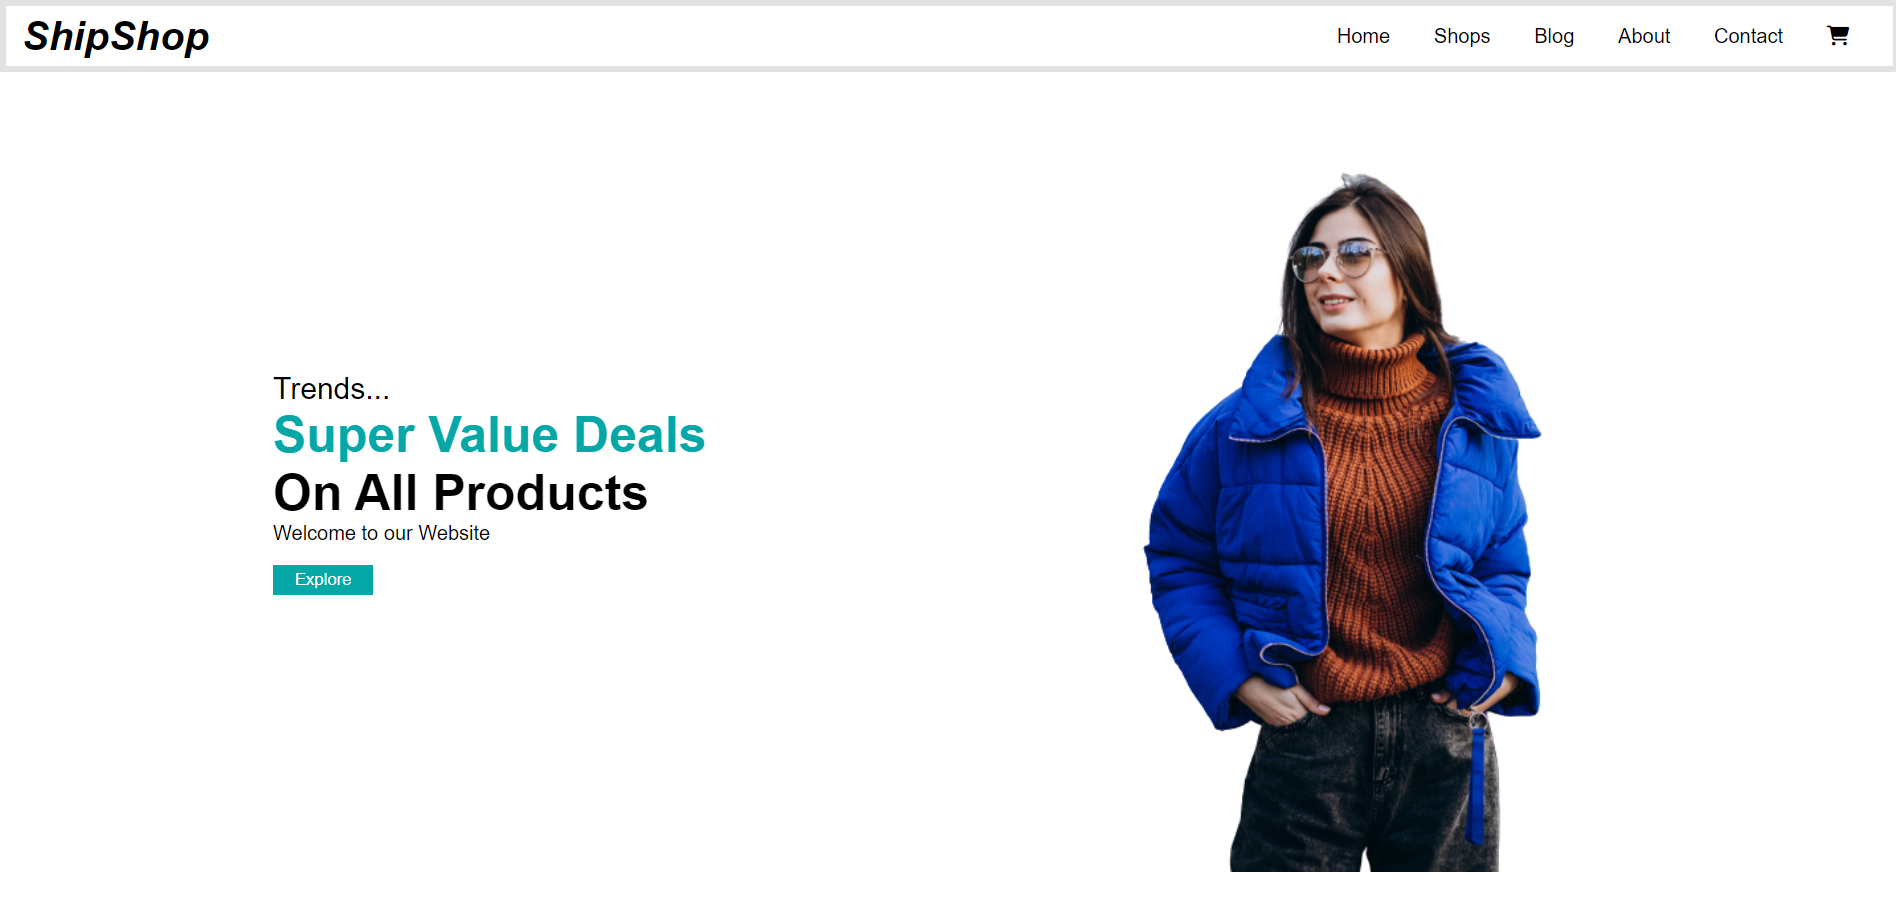 ShipShop
Home Shops Blog About Contact
Trends...
Super Value Deals
On All Products
Welcome to our Website
Explore